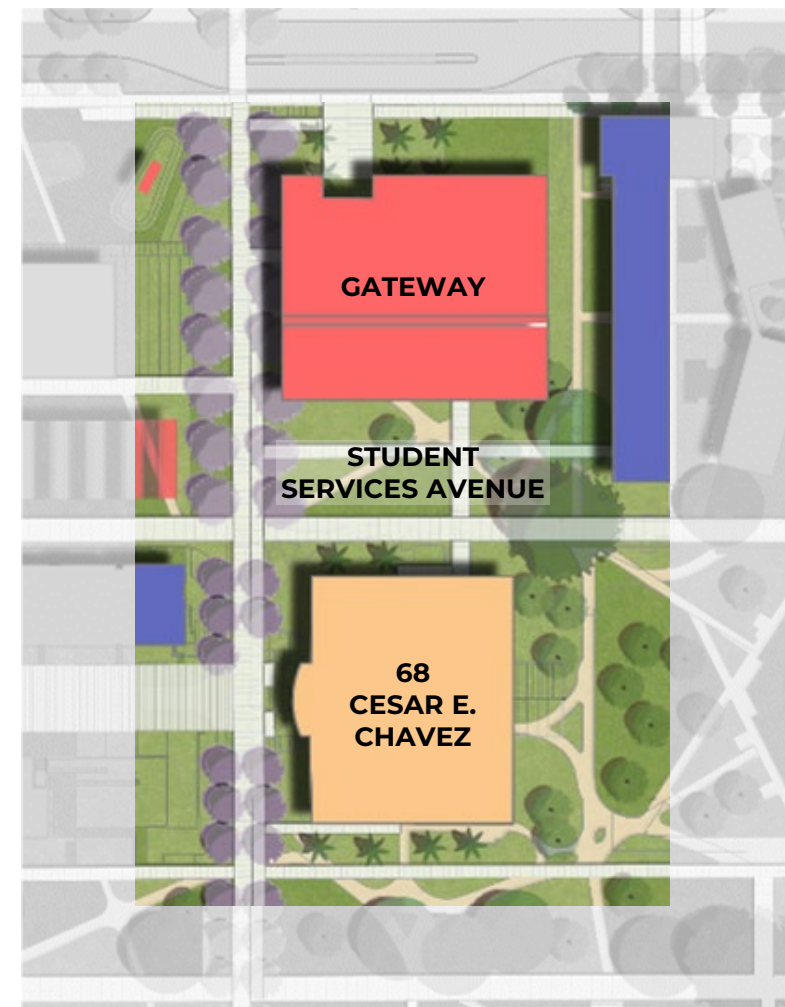 GATEWAY
STUDENT
SERVICES AVENUE
68
CESAR E.
CHAVEZ